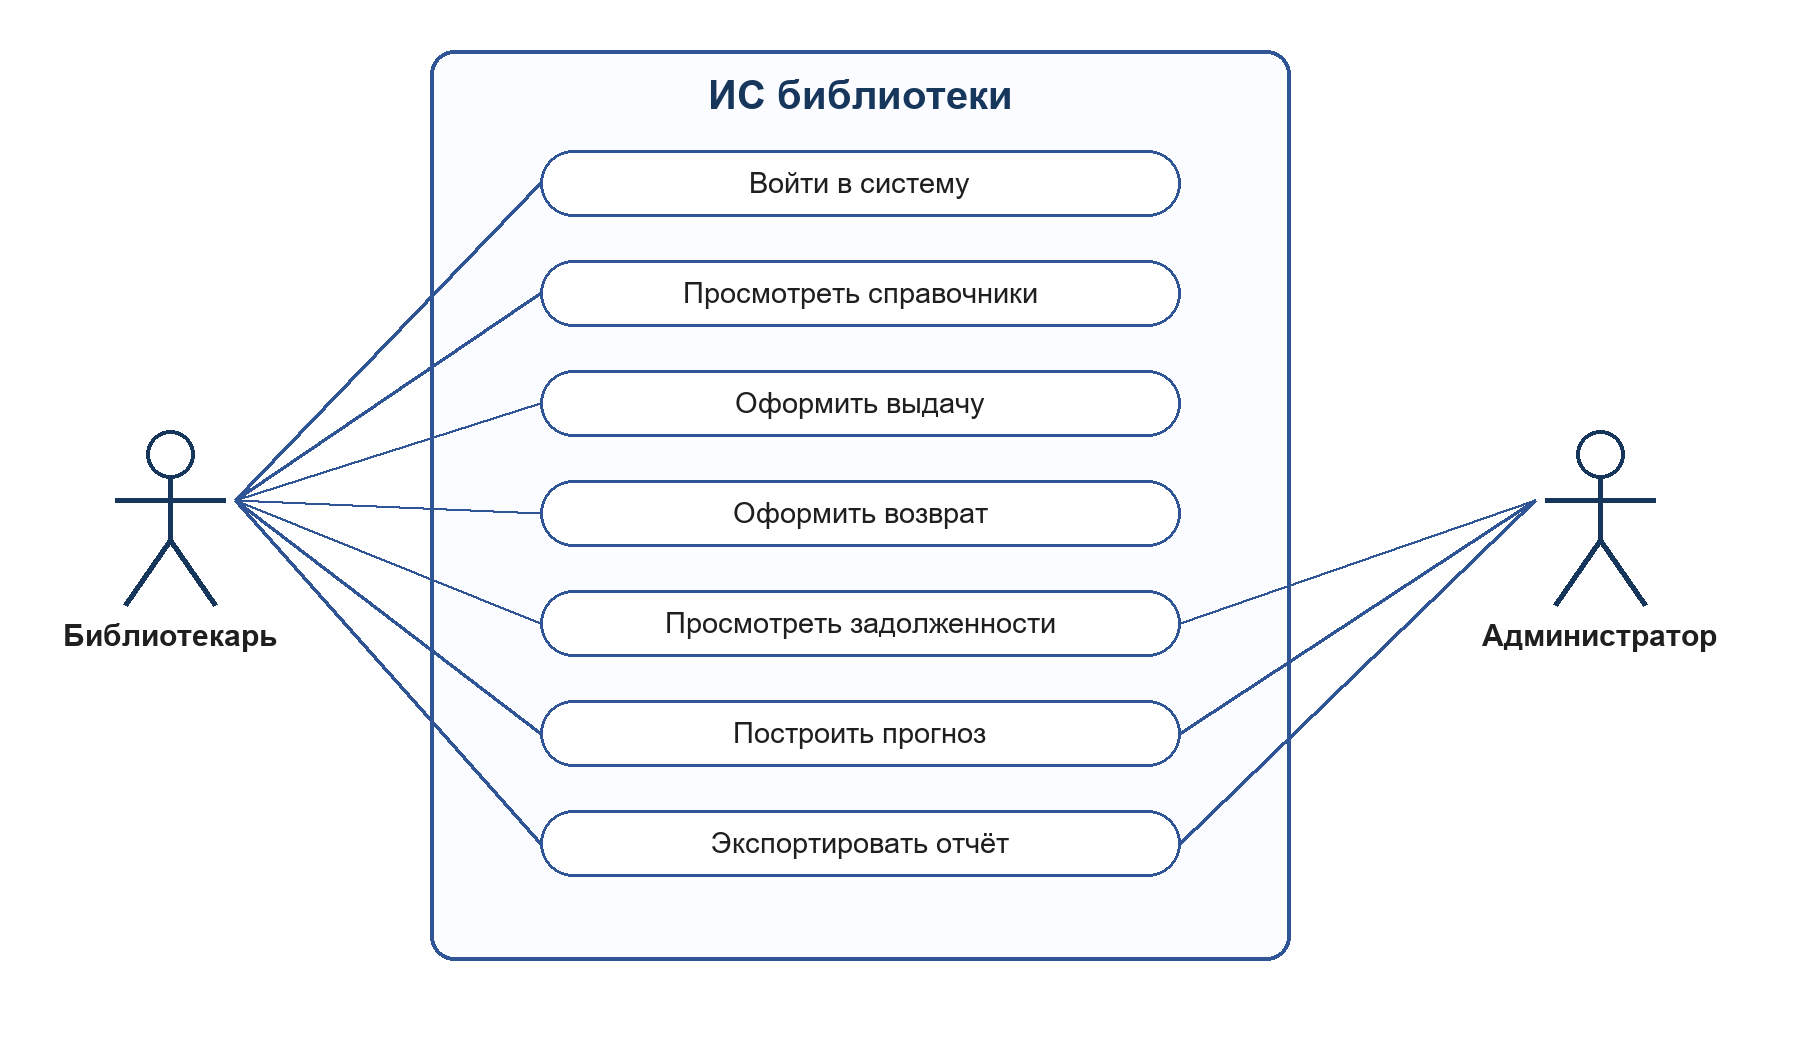 ИС библиотеки
Войти в систему
Просмотреть справочники
Оформить выдачу
Оформить возврат
Просмотреть задолженности
Построить прогноз
Экспортировать отчёт
Библиотекарь
Администратор